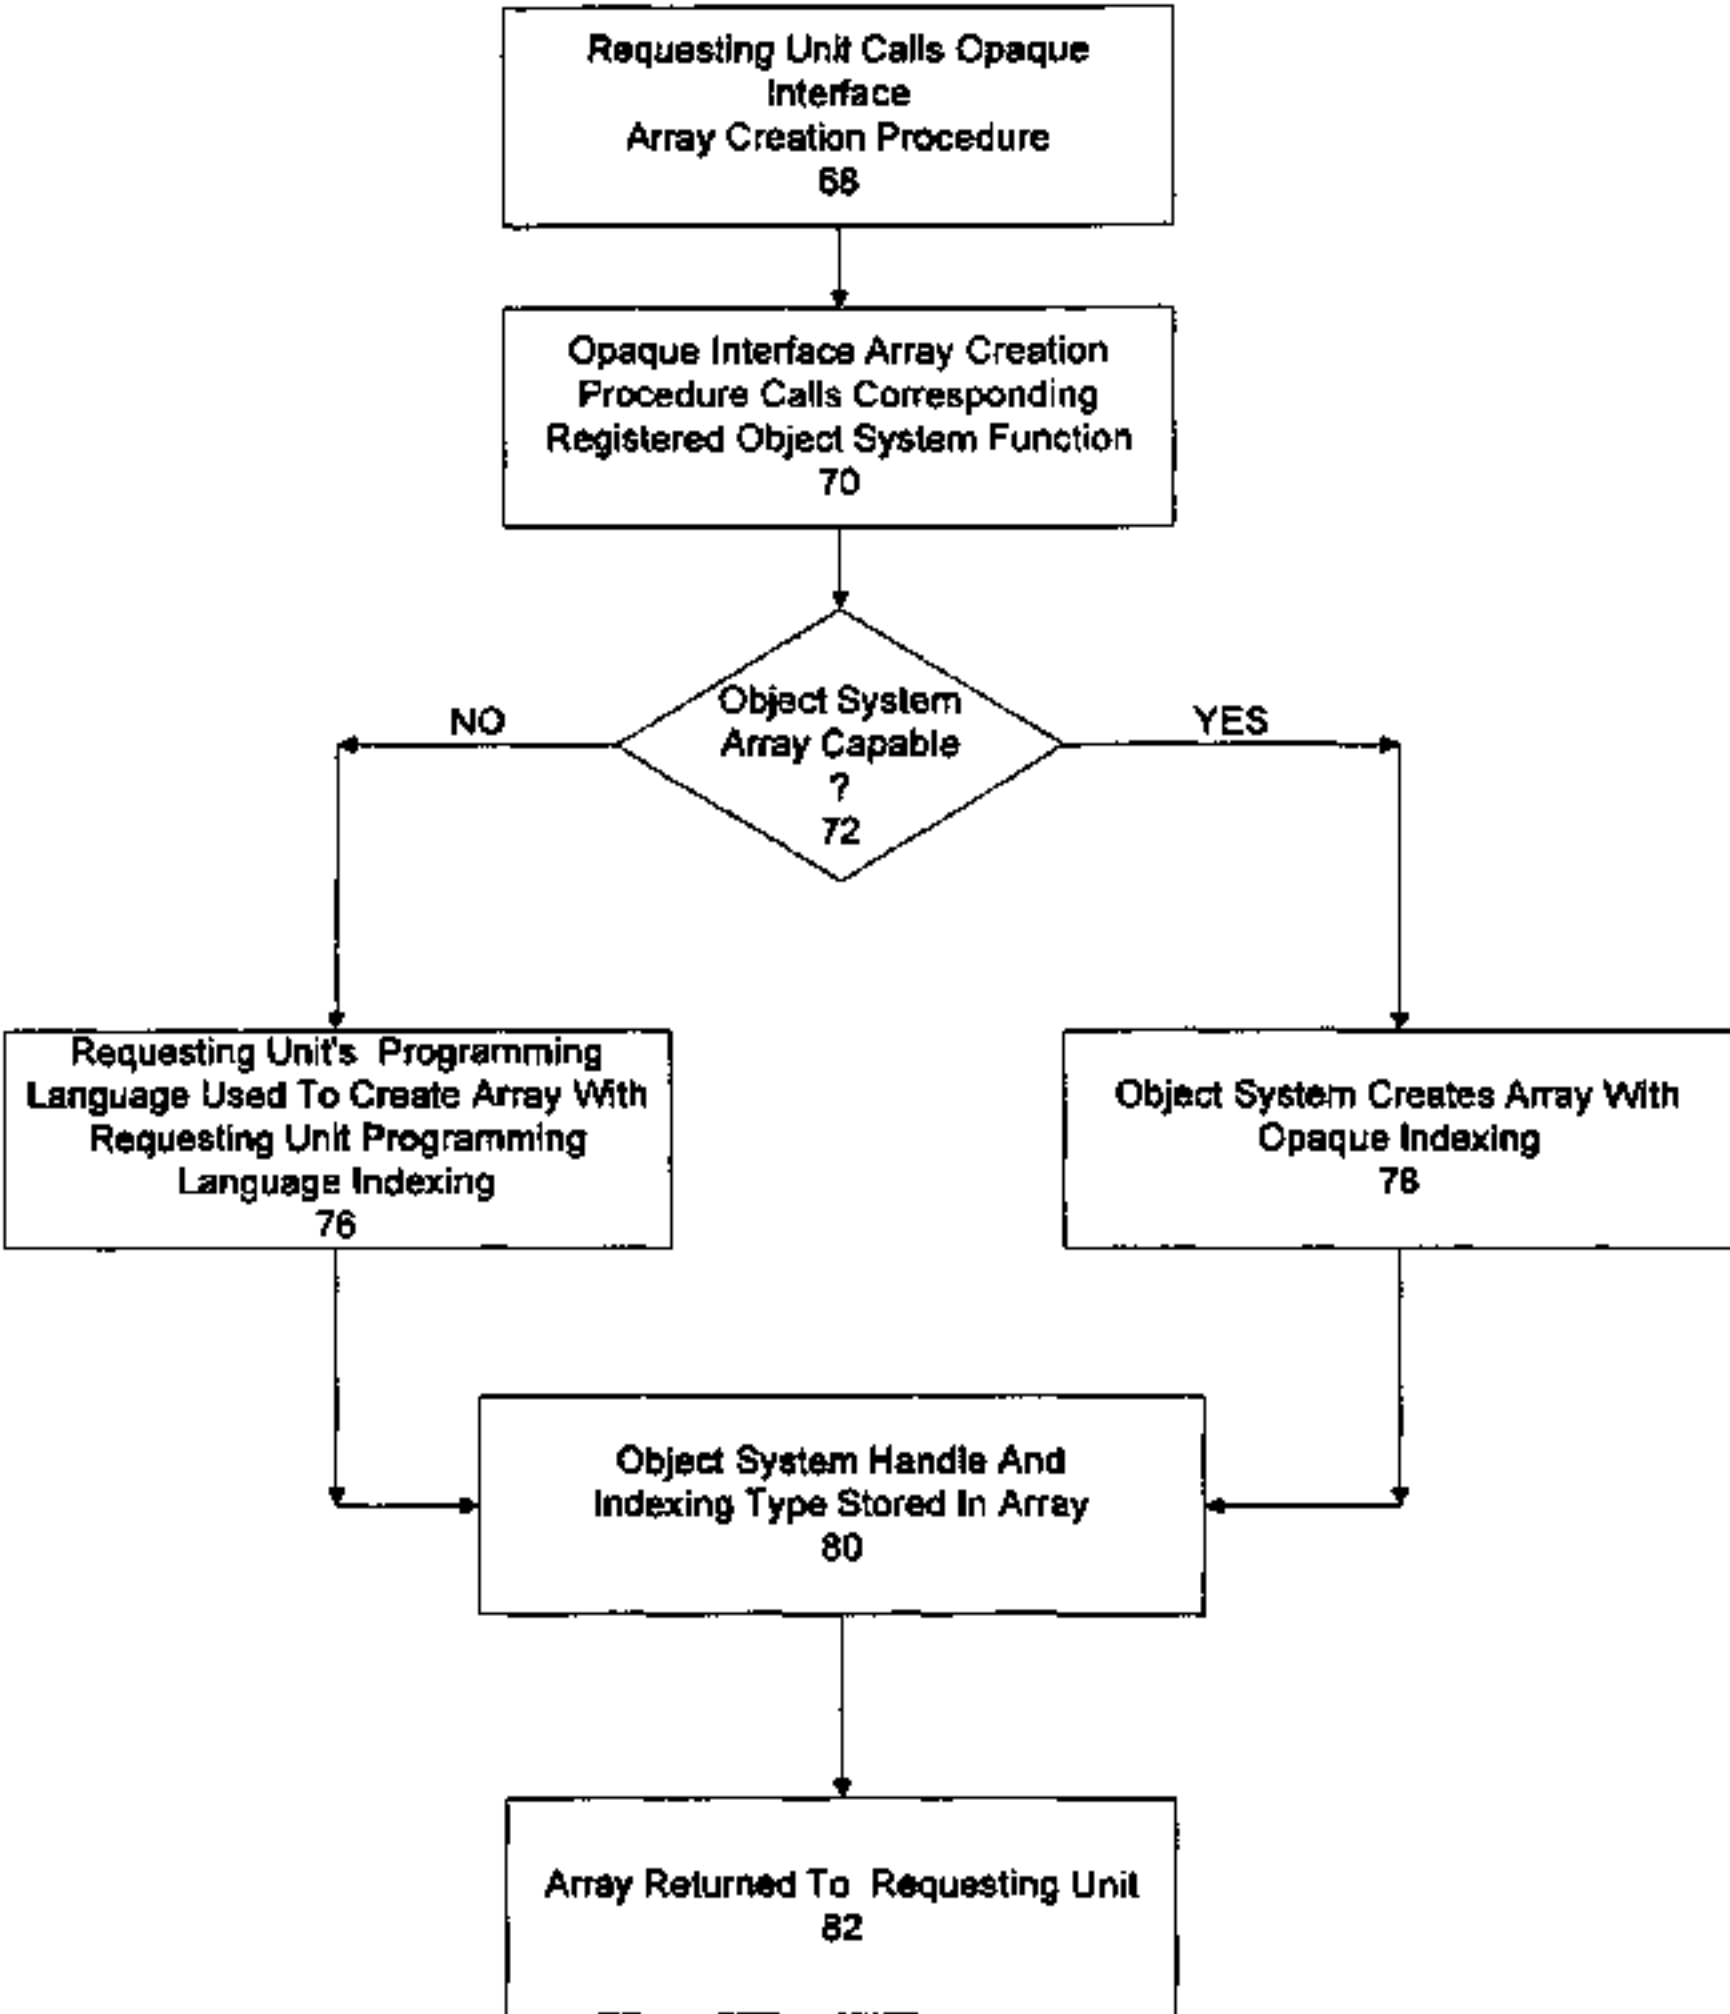 Requesting Unit Calls Opaque
Interface
Array Creation Procedure
68
Opaque Interface Array Creation
Procedure Calls Corresponding
Registered Object System Function
70
Object System
Array Capable
?
72
NO
YES
Requesting Unit's Programming
Language Used To Create Array With
Requesting Unit Programming
Language Indexing
76
Object System Creates Array With
Opaque Indexing
78
Object System Handle And
Indexing Type Stored In Array
80
Array Returned To Requesting Unit
82